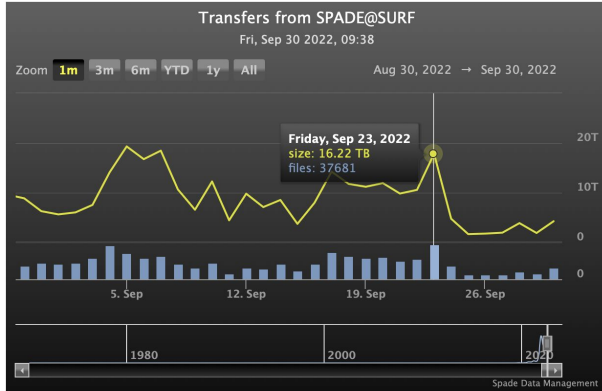 Transfers from SPADE@SURF
Fri, Sep 30 2022, 09:38
Zoom 1m 3m 6m YTD 1y All Aug 30, 2022 → Sep 30, 2022
Friday, Sep 23, 2022
size: 16.22 TB
files: 37681
20T
10T
0
0
5. Sep 12. Sep 19. Sep 26. Sep
1980 2000 2020
Spade Data Management